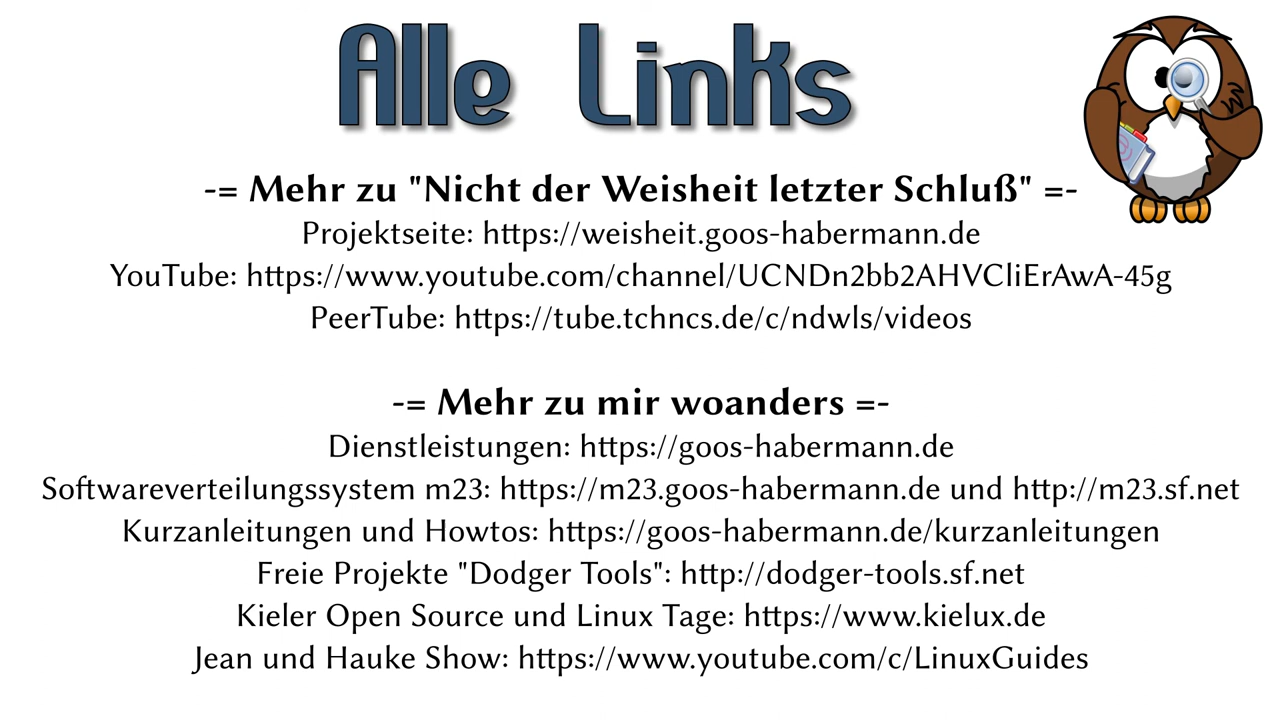 Alle Links
-= Mehr zu "Nicht der Weisheit letzter Schluß" =-
Projektseite: https://weisheit.goos-habermann.de
YouTube: https://www.youtube.com/channel/UCNDn2bb2AHVCliErAwA-45g
PeerTube: https://tube.tchncs.de/c/ndwls/videos
-= Mehr zu mir woanders =-
Dienstleistungen: https://goos-habermann.de
Softwareverteilungssystem m23: https://m23.goos-habermann.de und http://m23.sf.net
Kurzanleitungen und Howtos: https://goos-habermann.de/kurzanleitungen
Freie Projekte "Dodger Tools": http://dodger-tools.sf.net
Kieler Open Source und Linux Tage: https://www.kielux.de
Jean und Hauke Show: https://www.youtube.com/c/LinuxGuides